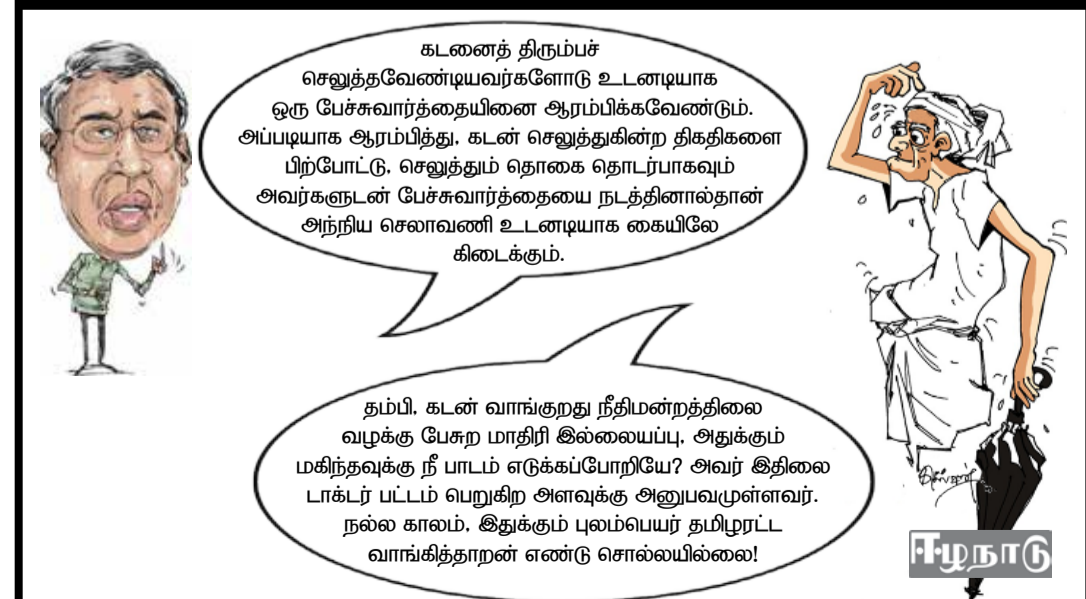 கடனைத் திரும்பச்
செலுத்தவேண்டியவர்களோடு உடனடியாக
ஒரு பேச்சுவார்த்தையினை ஆரம்பிக்கவேண்டும்.
அப்படியாக ஆரம்பித்து, கடன் செலுத்துகின்ற திகதிகளை
பிற்போட்டு, செலுத்தும் தொகை தொடர்பாகவும்
அவர்களுடன் பேச்சுவார்த்தையை நடத்தினால்தான்
அந்நிய செலாவணி உடனடியாக கையிலே
கிடைக்கும்.
தம்பி, கடன் வாங்குறது நீதிமன்றத்திலை
வழக்கு பேசுற மாதிரி இல்லையப்பு, அதுக்கும்
மகிந்தவுக்கு நீ பாடம் எடுக்கப்போறியே? அவர் இதிலை
டாக்டர் பட்டம் பெறுகிற அளவுக்கு அனுபவமுள்ளவர்.
நல்ல காலம், இதுக்கும் புலம்பெயர் தமிழரட்ட
வாங்கித்தாறன் எண்டு சொல்லயில்லை!
ஈழநாடு